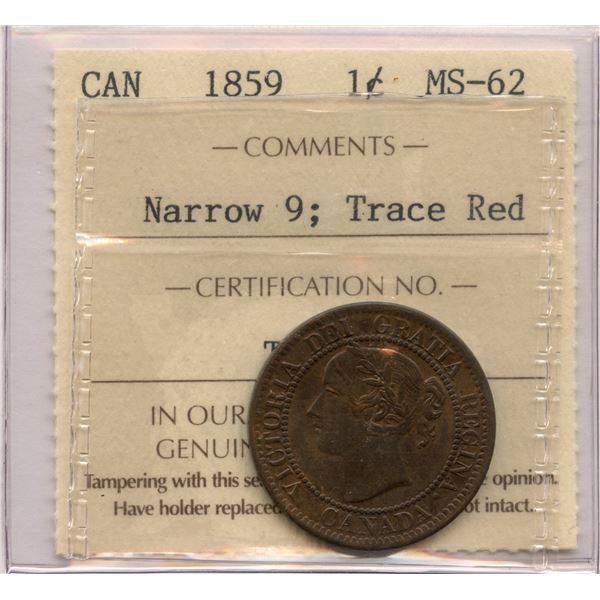 CAN 1859 1¢ MS-62
— COMMENTS —
Narrow 9; Trace Red
— CERTIFICATION NO. —
T
IN OUR
GENUIN
Tampering with this se opinion.
Have holder replaced ot intact.
VICTORIA DEI GRATIA REGINA
CANADA